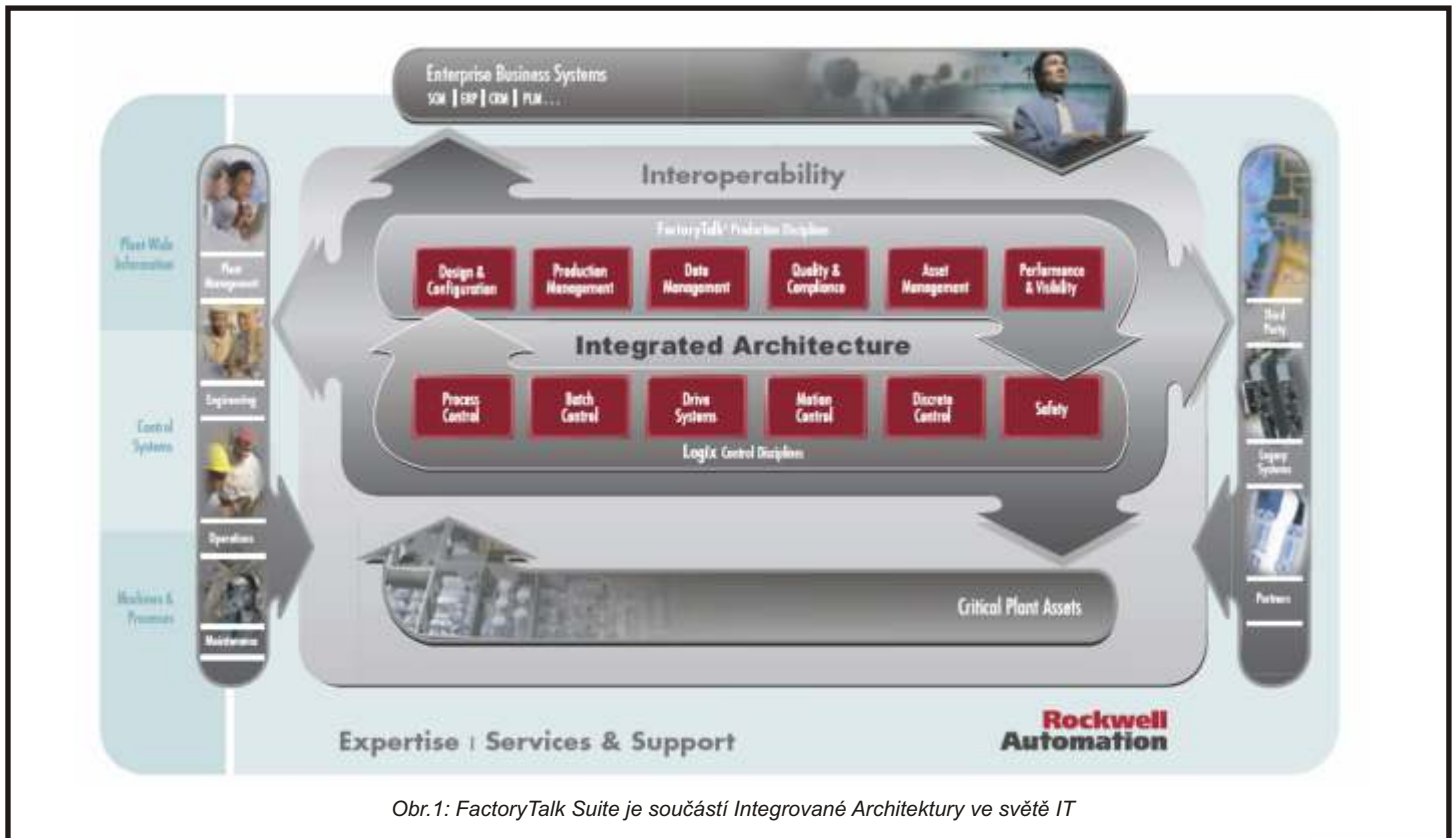 Enterprise Business Systems
SCM | ERP | CRM | PLM...
Interoperability
FactoryTalk® Production Disciplines
Design &
Configuration
Production
Management
Data
Management
Quality &
Compliance
Asset
Management
Performance
& Visibility
Integrated Architecture
Process
Control
Batch
Control
Drive
Systems
Motion
Control
Discrete
Control
Safety
Logix Control Disciplines
Critical Plant Assets
Plant-Wide
Information
Control
Systems
Machines &
Processes
Plant
Management
Engineering
Operations
Maintenance
Third
Party
Legacy
Systems
Partners
Expertise | Services & Support
Rockwell
Automation
Obr.1: FactoryTalk Suite je součástí Integrované Architektury ve světě IT